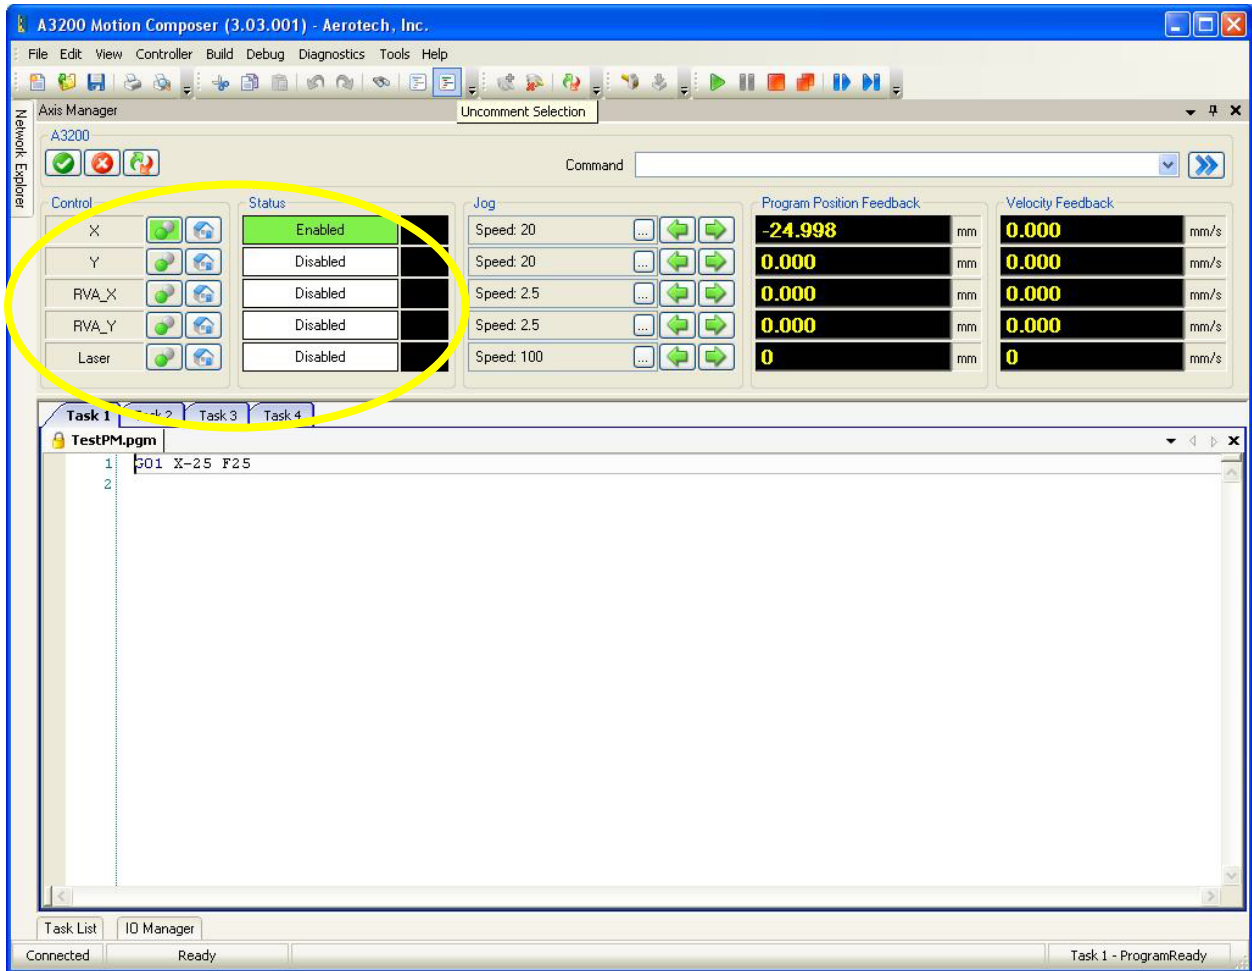 A3200 Motion Composer (3.03.001) - Aerotech, Inc.
File Edit View Controller Build Debug Diagnostics Tools Help
Uncomment Selection
Network Explorer
Axis Manager
A3200
Command
Control Status Jog Program Position Feedback Velocity Feedback
X Enabled Speed: 20 ... -24.998 mm 0.000 mm/s
Y Disabled Speed: 20 ... 0.000 mm 0.000 mm/s
RVA_X Disabled Speed: 2.5 ... 0.000 mm 0.000 mm/s
RVA_Y Disabled Speed: 2.5 ... 0.000 mm 0.000 mm/s
Laser Disabled Speed: 100 ... 0 mm 0 mm/s
Task 1 Task 2 Task 3 Task 4
TestPM.pgm
1 G01 X-25 F25
2
Task List IO Manager
Connected Ready Task 1 - ProgramReady